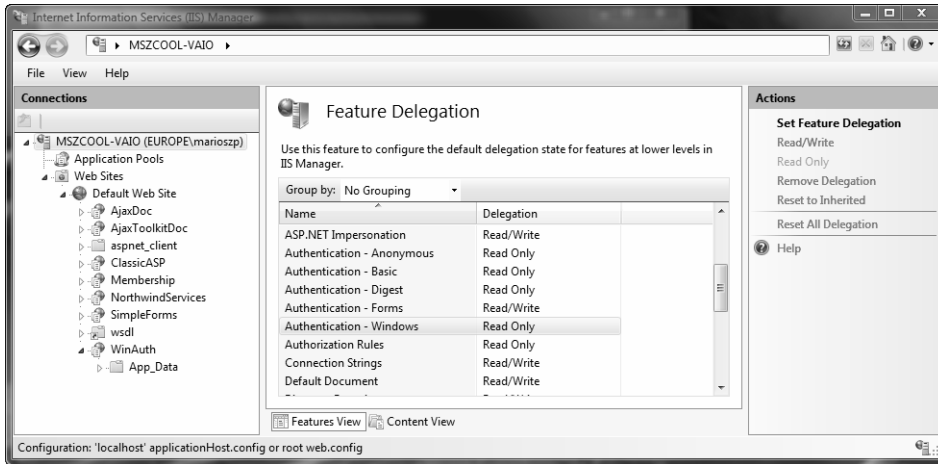 Internet Information Services (IIS) Manager
MSZCOOL-VAIO
File View Help
Connections
MSZCOOL-VAIO (EUROPE\marioszp)
Application Pools
Web Sites
Default Web Site
AjaxDoc
AjaxToolkitDoc
aspnet_client
ClassicASP
Membership
NorthwindServices
SimpleForms
wsdl
WinAuth
App_Data
Feature Delegation
Use this feature to configure the default delegation state for features at lower levels in
IIS Manager.
Group by: No Grouping
Name Delegation
ASP.NET Impersonation Read/Write
Authentication - Anonymous Read Only
Authentication - Basic Read Only
Authentication - Digest Read Only
Authentication - Forms Read/Write
Authentication - Windows Read Only
Authorization Rules Read Only
Connection Strings Read/Write
Default Document Read/Write
Features View Content View
Actions
Set Feature Delegation
Read/Write
Read Only
Remove Delegation
Reset to Inherited
Reset All Delegation
Help
Configuration: 'localhost' applicationHost.config or root web.config